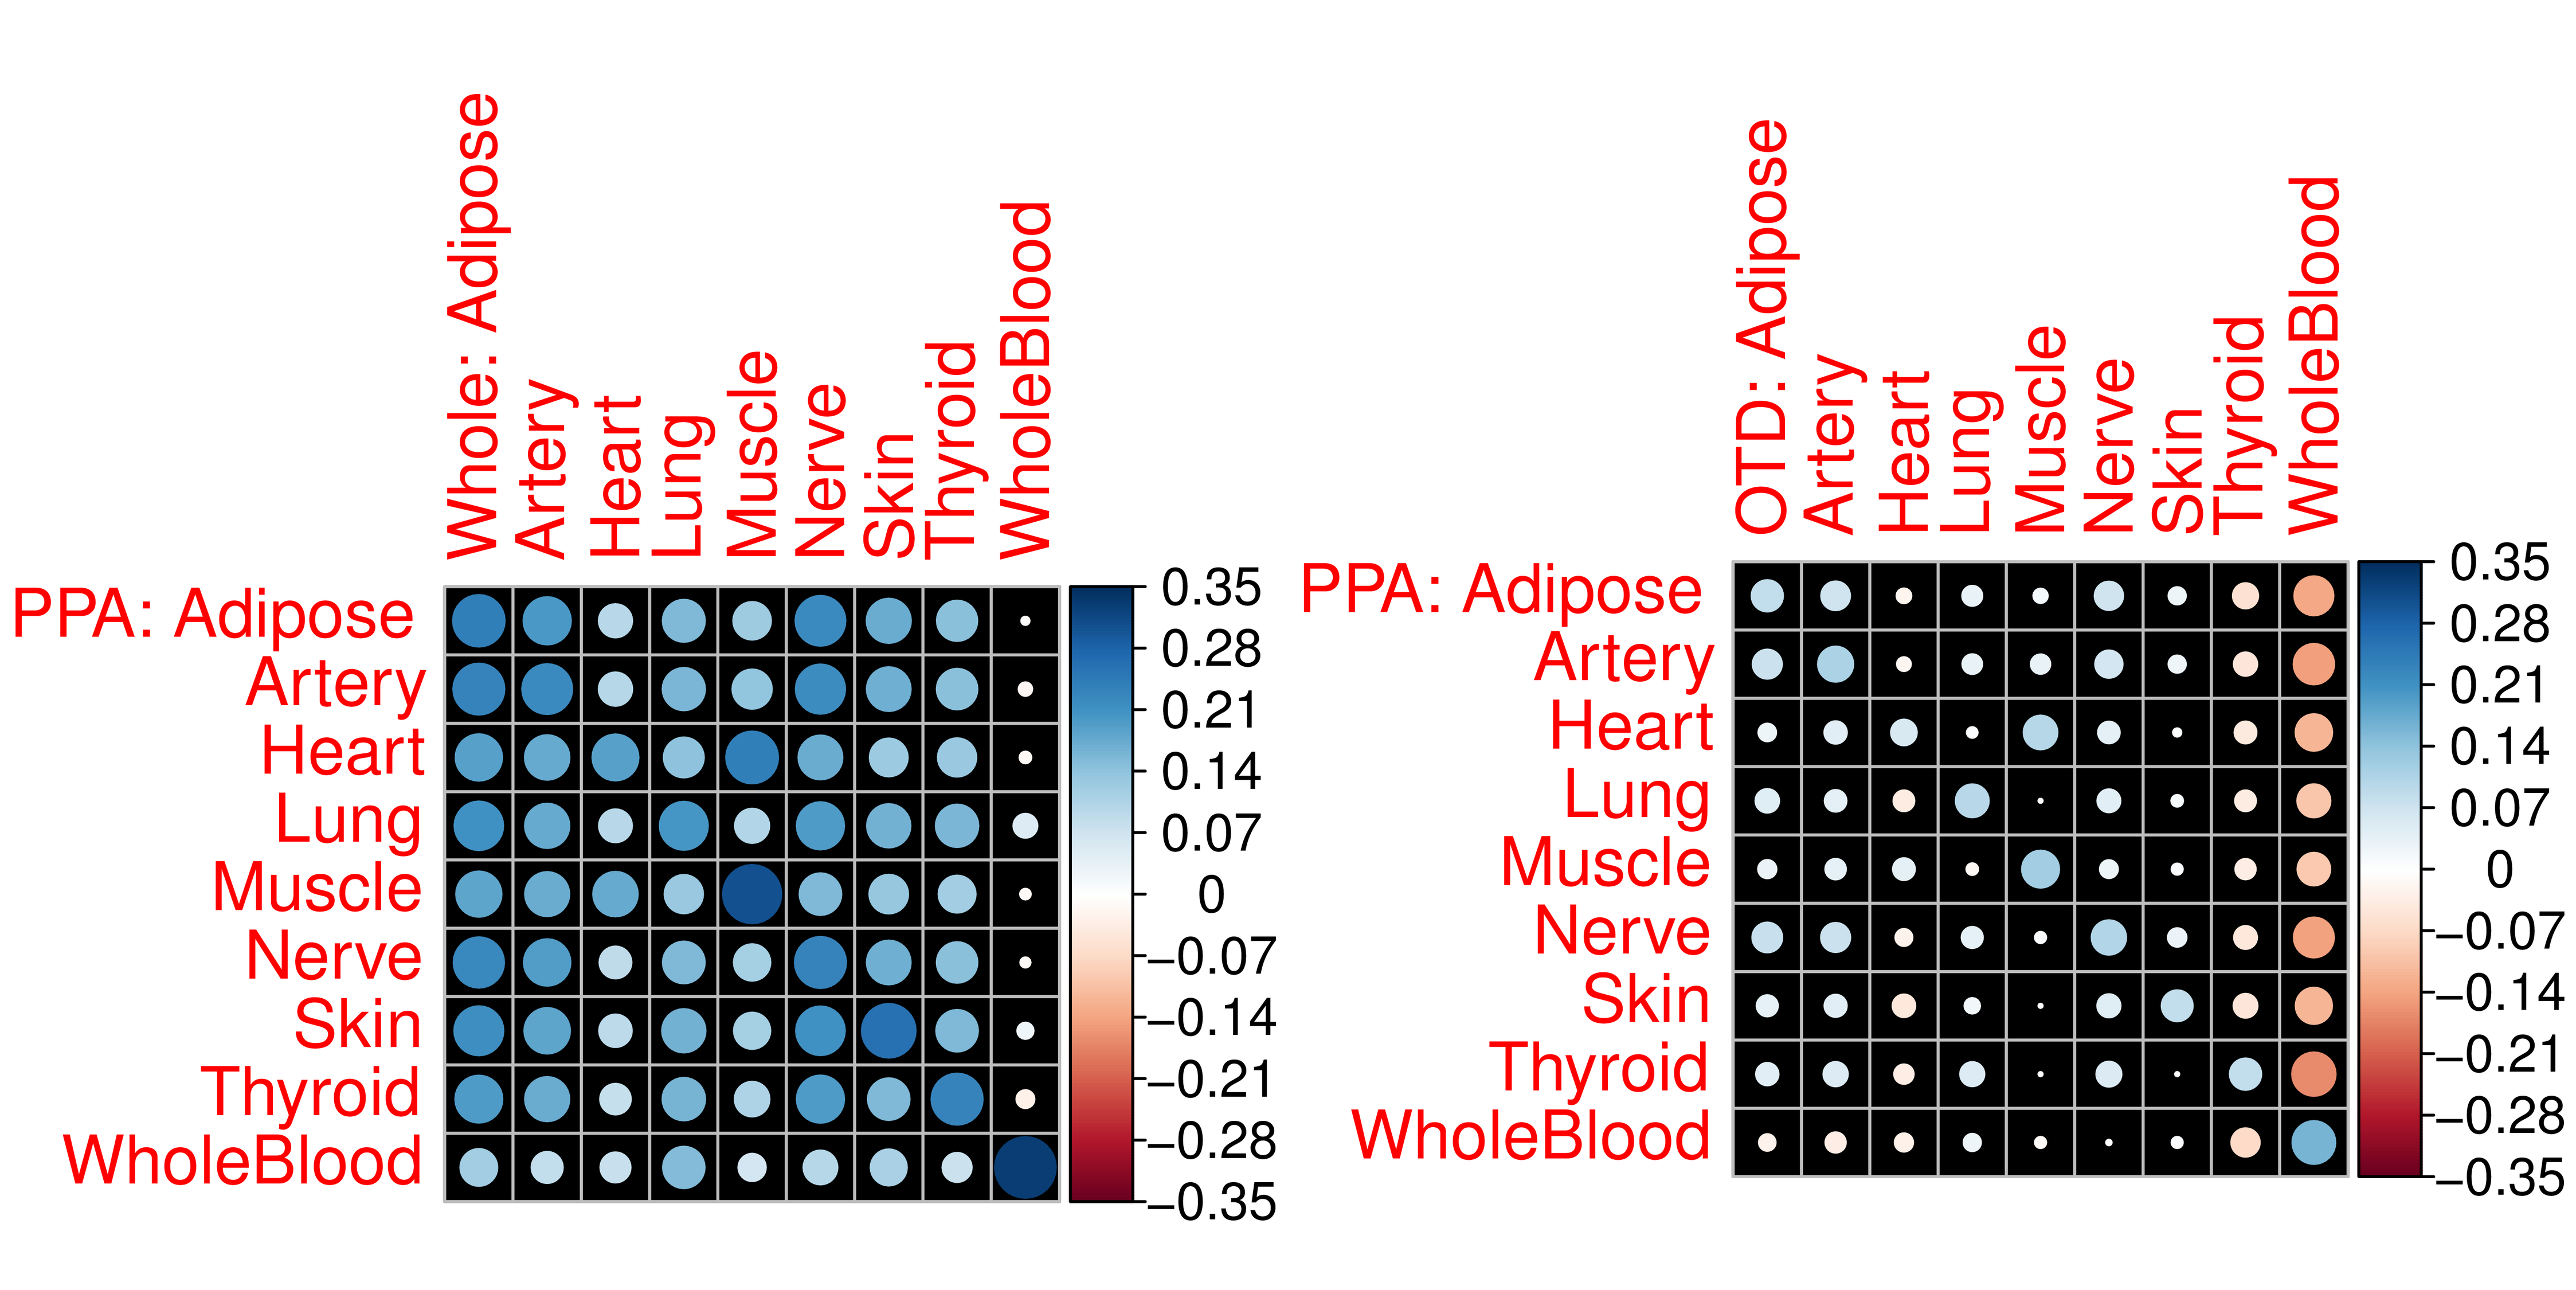 Whole: Adipose
Artery
Heart
Lung
Muscle
Nerve
Skin
Thyroid
WholeBlood
PPA: Adipose
Artery
Heart
Lung
Muscle
Nerve
Skin
Thyroid
WholeBlood
0.35
0.28
0.21
0.14
0.07
0
−0.07
−0.14
−0.21
−0.28
−0.35
OTD: Adipose
Artery
Heart
Lung
Muscle
Nerve
Skin
Thyroid
WholeBlood
PPA: Adipose
Artery
Heart
Lung
Muscle
Nerve
Skin
Thyroid
WholeBlood
0.35
0.28
0.21
0.14
0.07
0
−0.07
−0.14
−0.21
−0.28
−0.35